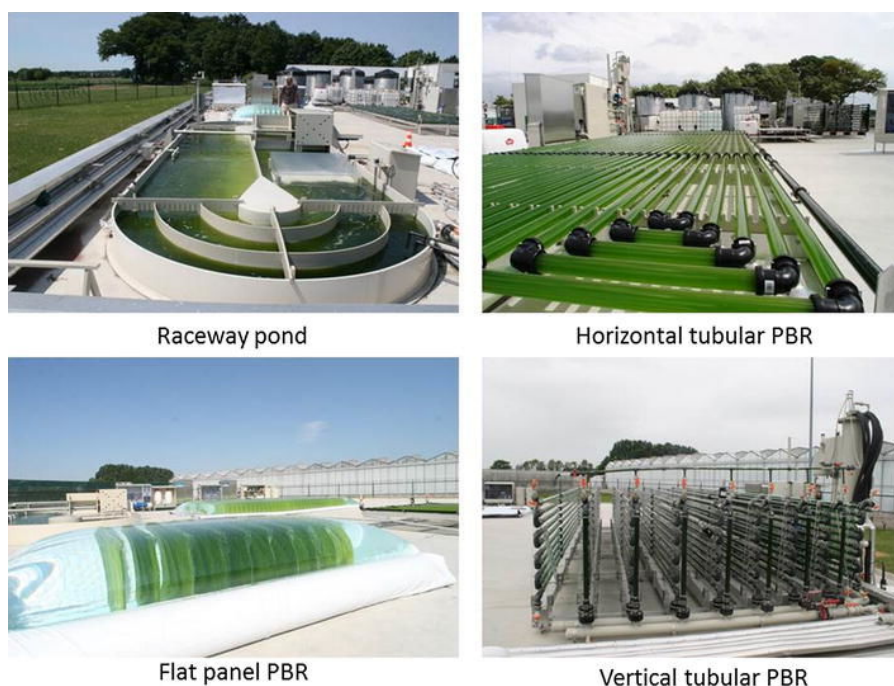 Raceway pond
Horizontal tubular PBR
Flat panel PBR
Vertical tubular PBR